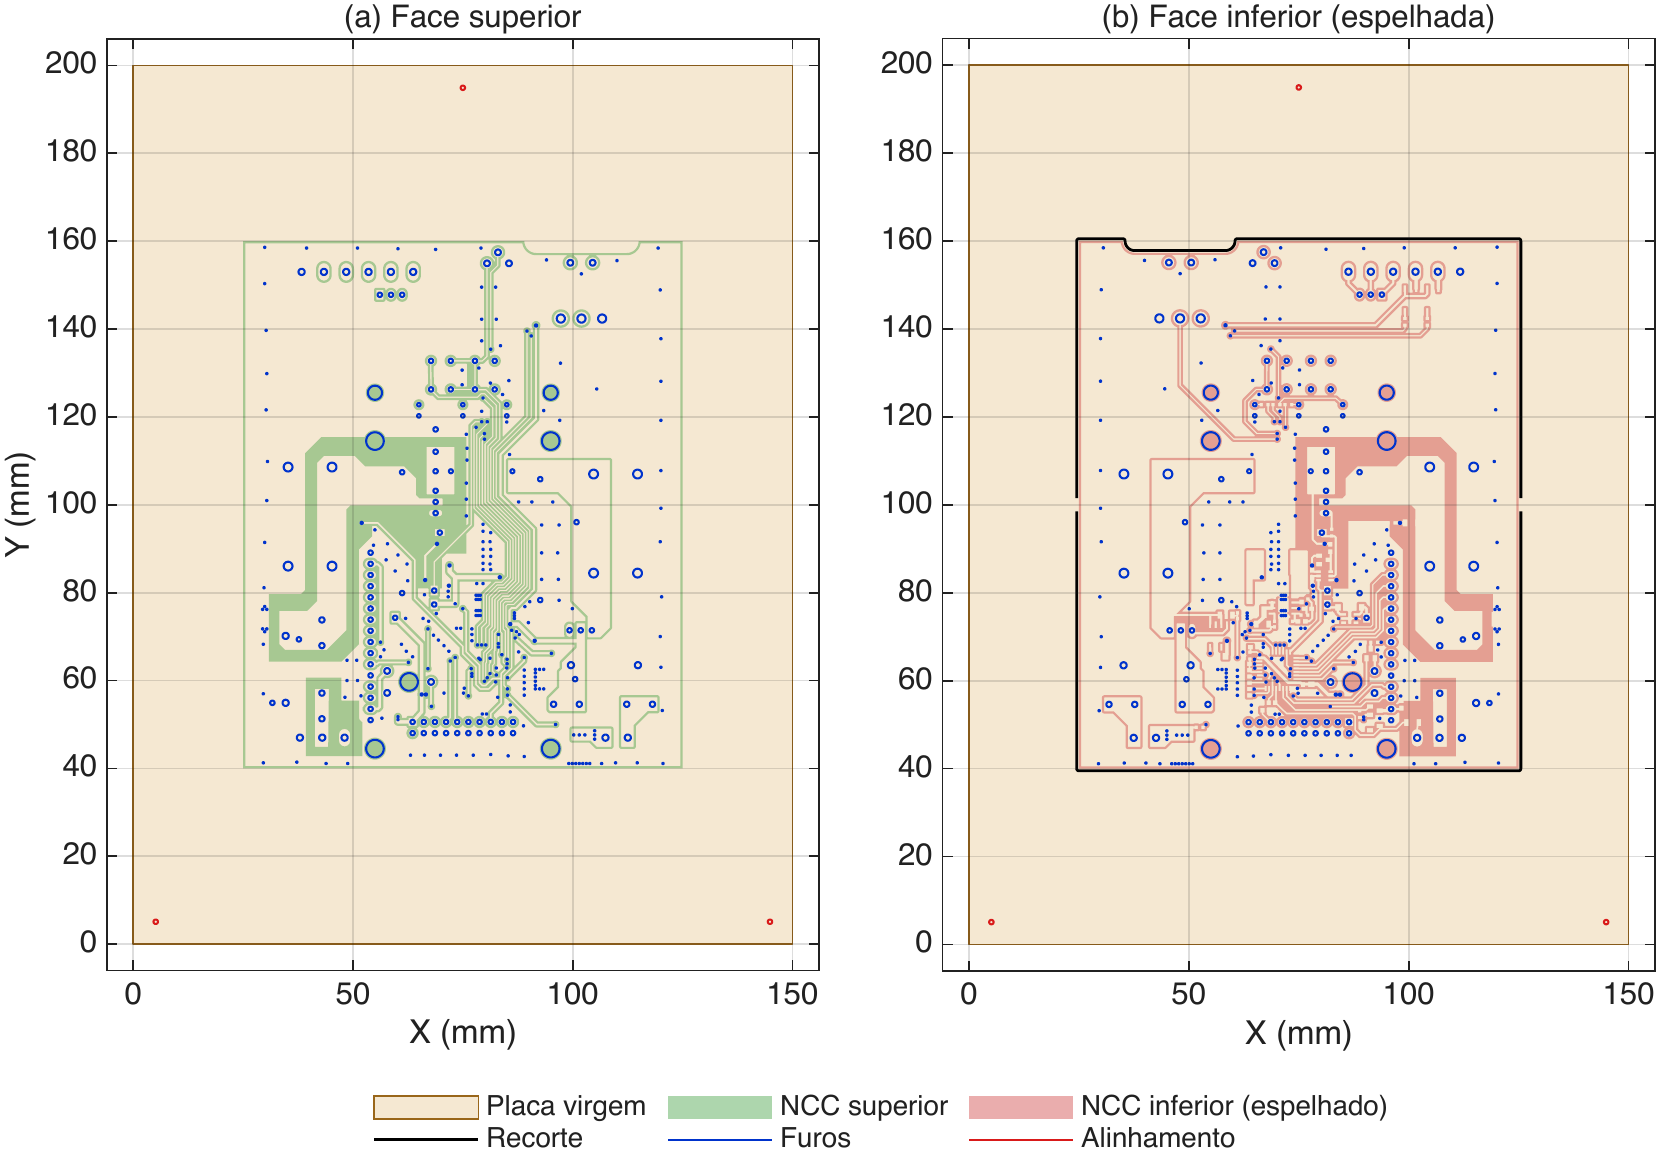 (a) Face superior
(b) Face inferior (espelhada)
200
180
160
140
120
100
80
60
40
20
0
Y (mm)
0
50
100
150
X (mm)
200
180
160
140
120
100
80
60
40
20
0
0
50
100
150
X (mm)
Placa virgem
NCC superior
NCC inferior (espelhado)
Recorte
Furos
Alinhamento